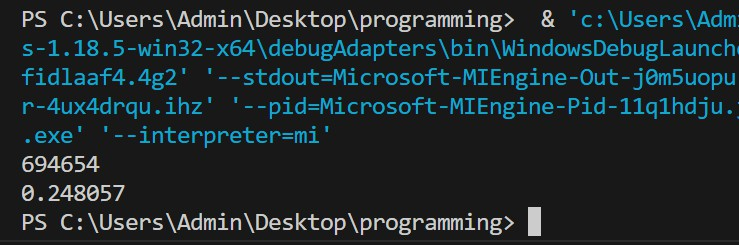 PS C:\Users\Admin\Desktop\programming>  & 'c:\Users\Adm
s-1.18.5-win32-x64\debugAdapters\bin\WindowsDebugLaunche
fidlaaf4.4g2' '--stdout=Microsoft-MIEngine-Out-j0m5uopu
r-4ux4drqu.ihz' '--pid=Microsoft-MIEngine-Pid-11q1hdju.
.exe' '--interpreter=mi'
694654
0.248057
PS C:\Users\Admin\Desktop\programming>